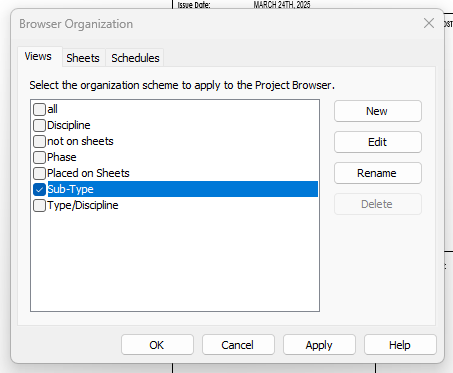 Issue Date: MARCH 24TH, 2025
Browser Organization
Views Sheets Schedules
Select the organization scheme to apply to the Project Browser.
all
Discipline
not on sheets
Phase
Placed on Sheets
Sub-Type
Type/Discipline
New
Edit
Rename
Delete
OK Cancel Apply Help